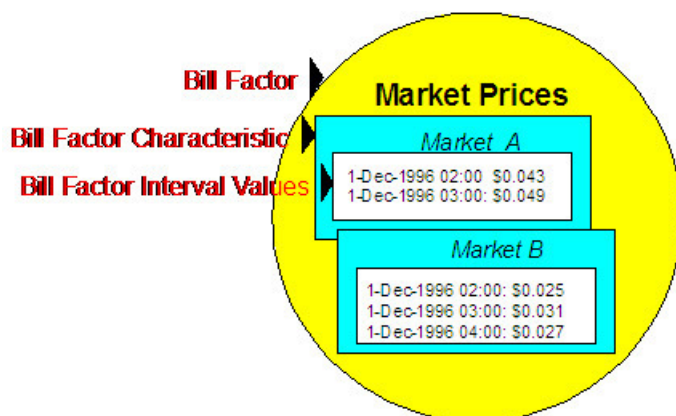 Bill Factor
Market Prices
Bill Factor Characteristic
Market A
Bill Factor Interval Values
1-Dec-1996 02:00 $0.043
1-Dec-1996 03:00: $0.049
Market B
1-Dec-1996 02:00: $0.025
1-Dec-1996 03:00: $0.031
1-Dec-1996 04:00: $0.027